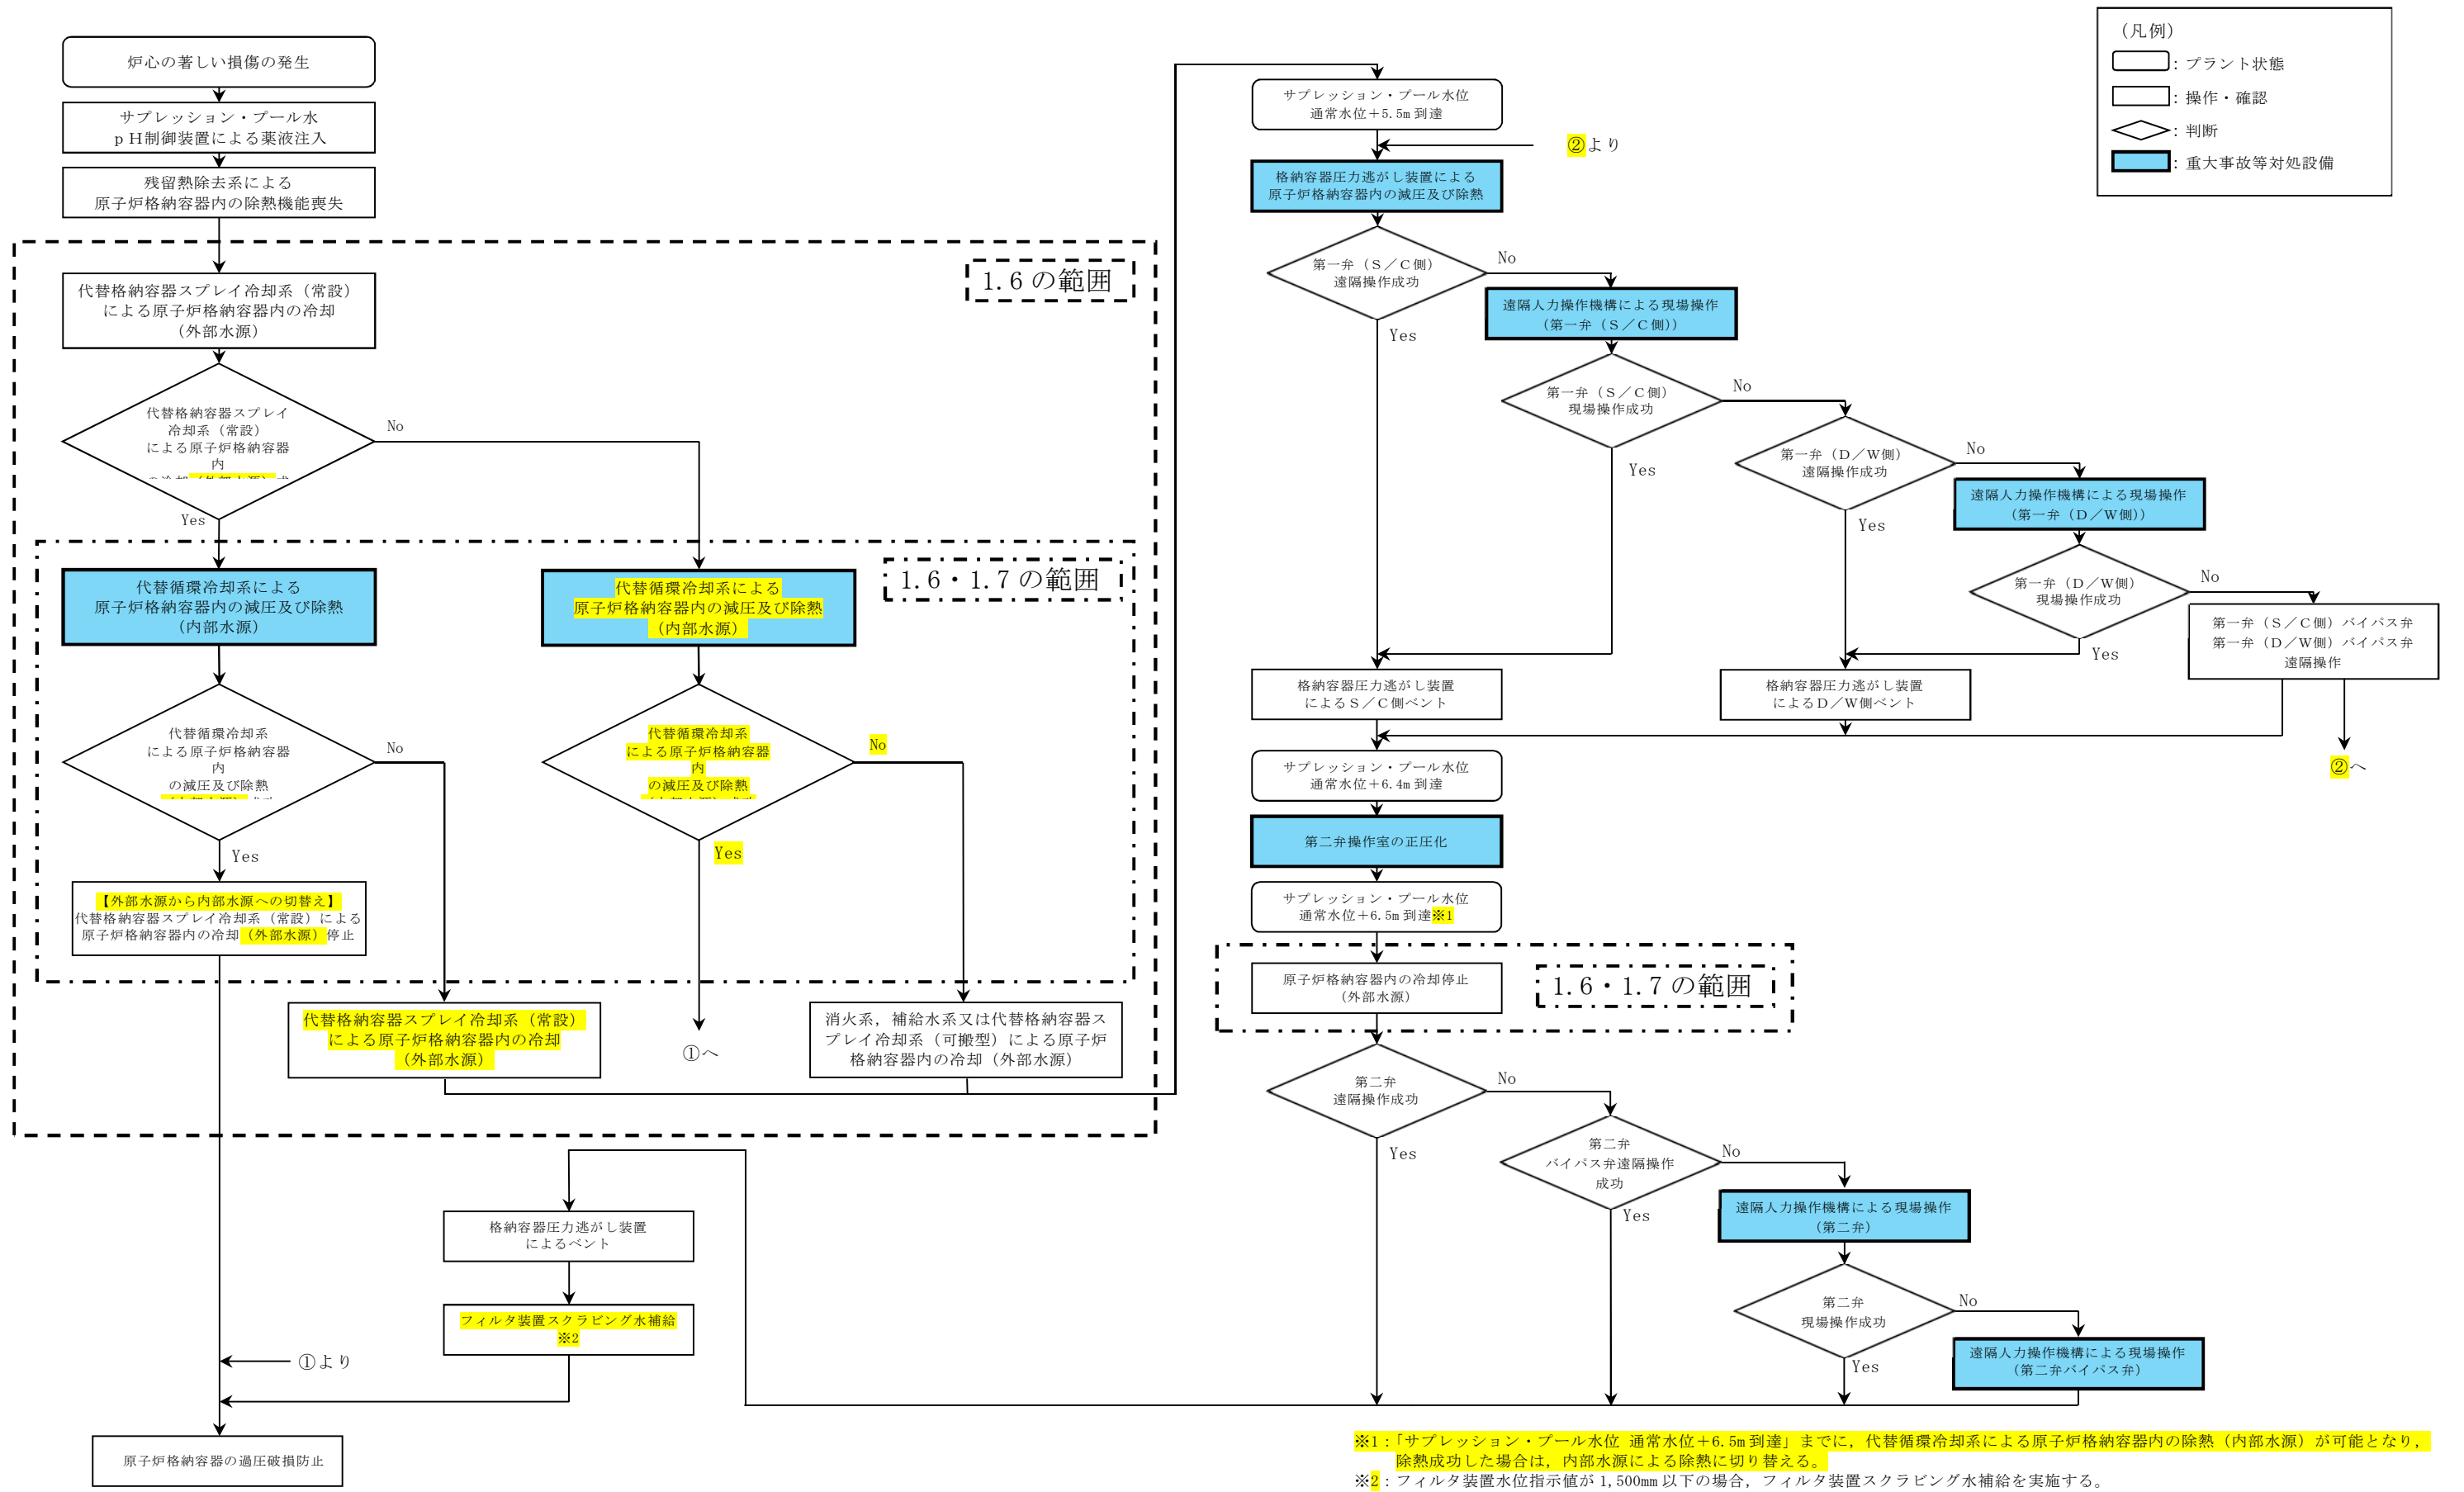 炉心の著しい損傷の発生
サプレッション・プール水
pH制御装置による薬液注入
残留熱除去系による
原子炉格納容器内の除熱機能喪失
1.6 の範囲
代替格納容器スプレイ冷却系（常設）
による原子炉格納容器内の冷却
（外部水源）
代替格納容器スプレイ
冷却系（常設）
による原子炉格納容器
内
No
Yes
1.6・1.7 の範囲
代替循環冷却系による
原子炉格納容器内の減圧及び除熱
（内部水源）
代替循環冷却系による
原子炉格納容器内の減圧及び除熱
（内部水源）
代替循環冷却系
による原子炉格納容器
内
の減圧及び除熱
No
Yes
代替循環冷却系
による原子炉格納容器
内
の減圧及び除熱
No
Yes
【外部水源から内部水源への切替え】
代替格納容器スプレイ冷却系（常設）による
原子炉格納容器内の冷却（外部水源）停止
代替格納容器スプレイ冷却系（常設）
による原子炉格納容器内の冷却
（外部水源）
①へ
消火系，補給水系又は代替格納容器ス
プレイ冷却系（可搬型）による原子炉
格納容器内の冷却（外部水源）
格納容器圧力逃がし装置
によるベント
フィルタ装置スクラビング水補給
※2
①より
原子炉格納容器の過圧破損防止
サプレッション・プール水位
通常水位＋5.5m 到達
②より
格納容器圧力逃がし装置による
原子炉格納容器内の減圧及び除熱
第一弁（S／C側）
遠隔操作成功
No
Yes
遠隔人力操作機構による現場操作
（第一弁（S／C側））
第一弁（S／C側）
現場操作成功
No
Yes
第一弁（D／W側）
遠隔操作成功
No
Yes
遠隔人力操作機構による現場操作
（第一弁（D／W側））
第一弁（D／W側）
現場操作成功
No
Yes
第一弁（S／C側）バイパス弁
第一弁（D／W側）バイパス弁
遠隔操作
②へ
格納容器圧力逃がし装置
によるS／C側ベント
格納容器圧力逃がし装置
によるD／W側ベント
サプレッション・プール水位
通常水位＋6.4m 到達
第二弁操作室の正圧化
サプレッション・プール水位
通常水位＋6.5m 到達※1
原子炉格納容器内の冷却停止
（外部水源）
1.6・1.7 の範囲
第二弁
遠隔操作成功
No
Yes
第二弁
バイパス弁遠隔操作
成功
No
Yes
遠隔人力操作機構による現場操作
（第二弁）
第二弁
現場操作成功
No
Yes
遠隔人力操作機構による現場操作
（第二弁バイパス弁）
（凡例）
：プラント状態
：操作・確認
：判断
：重大事故等対処設備
※1：「サプレッション・プール水位 通常水位＋6.5m 到達」までに，代替循環冷却系による原子炉格納容器内の除熱（内部水源）が可能となり，
除熱成功した場合は，内部水源による除熱に切り替える。
※2：フィルタ装置水位指示値が 1,500mm 以下の場合，フィルタ装置スクラビング水補給を実施する。